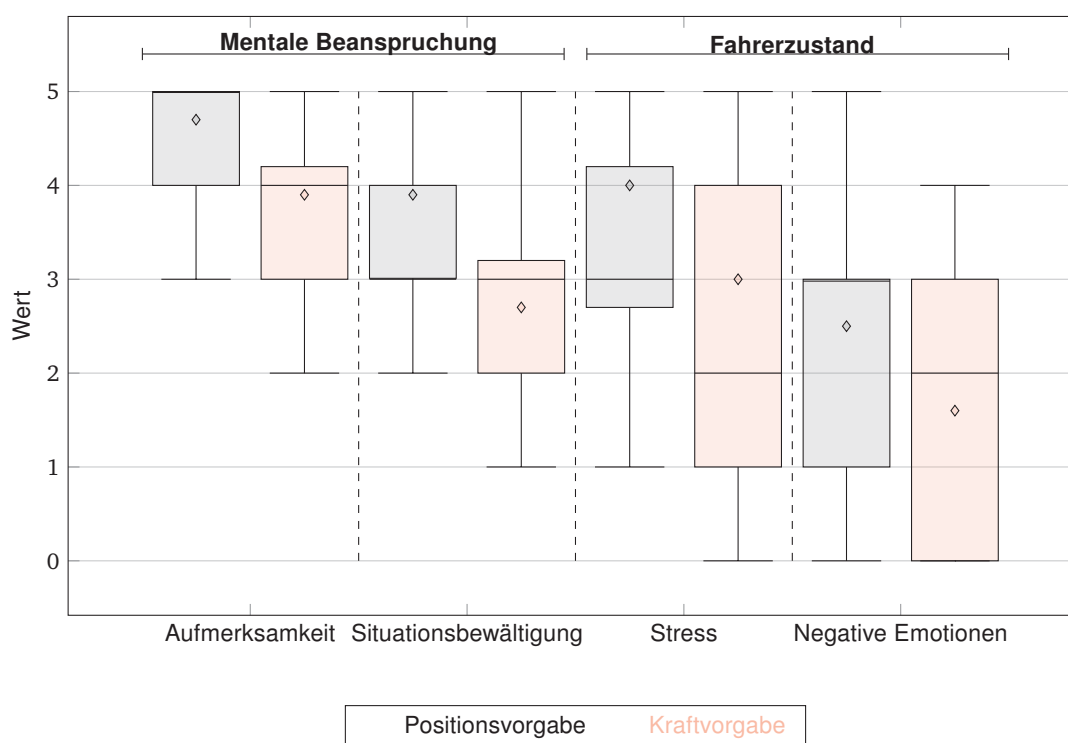 Mentale Beanspruchung
Fahrerzustand
5
4
3
2
1
0
Wert
Aufmerksamkeit
Situationsbewältigung
Stress
Negative Emotionen
Positionsvorgabe
Kraftvorgabe